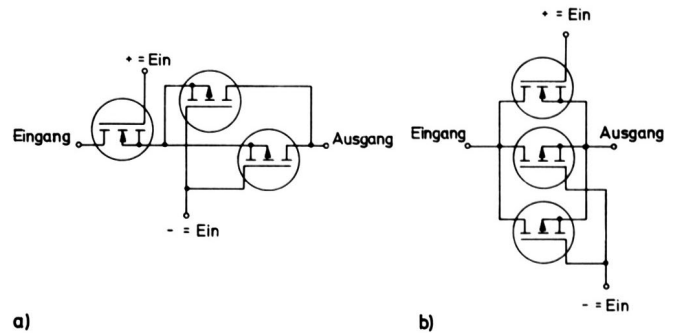 + = Ein
Eingang
Ausgang
- = Ein
a)
+ = Ein
Eingang
Ausgang
- = Ein
b)